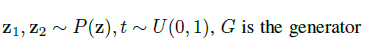 z₁, z₂ ∼ P(z), t ∼ U(0, 1), G is the generator